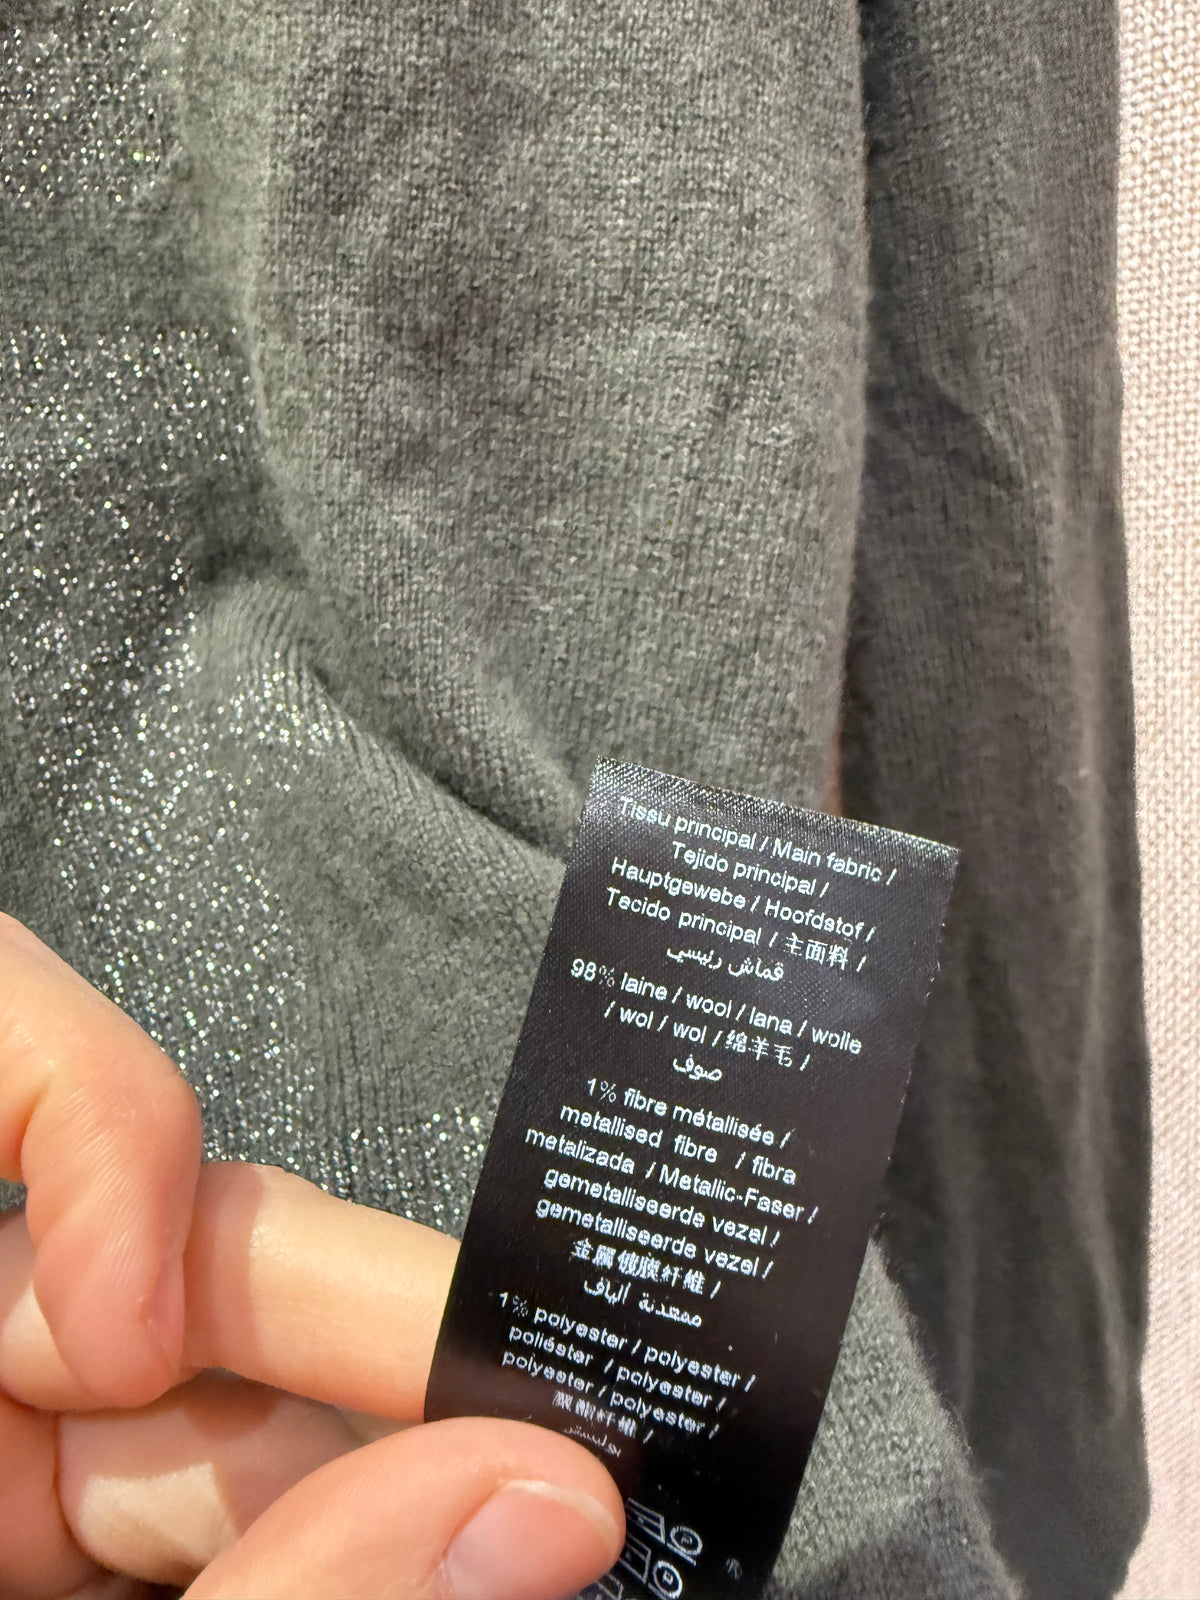 Tissu principal / Main fabric /
Tejido principal /
Hauptgewebe / Hoofdstof /
Tecido principal / 主面料 /
قماش رئيسي
98% laine / wool / lana / wolle
/ wol / wol / 绵羊毛 /
صوف
1% fibre métallisée /
metallised fibre / fibra
metalizada / Metallic-Faser /
gemetalliseerde vezel /
gemetalliseerde vezel /
金属镀膜纤维 /
معدنة ألياف
1% polyester / polyester /
poliéster / polyester /
polyester / polyester /
聚酯纤维 /
بوليستر